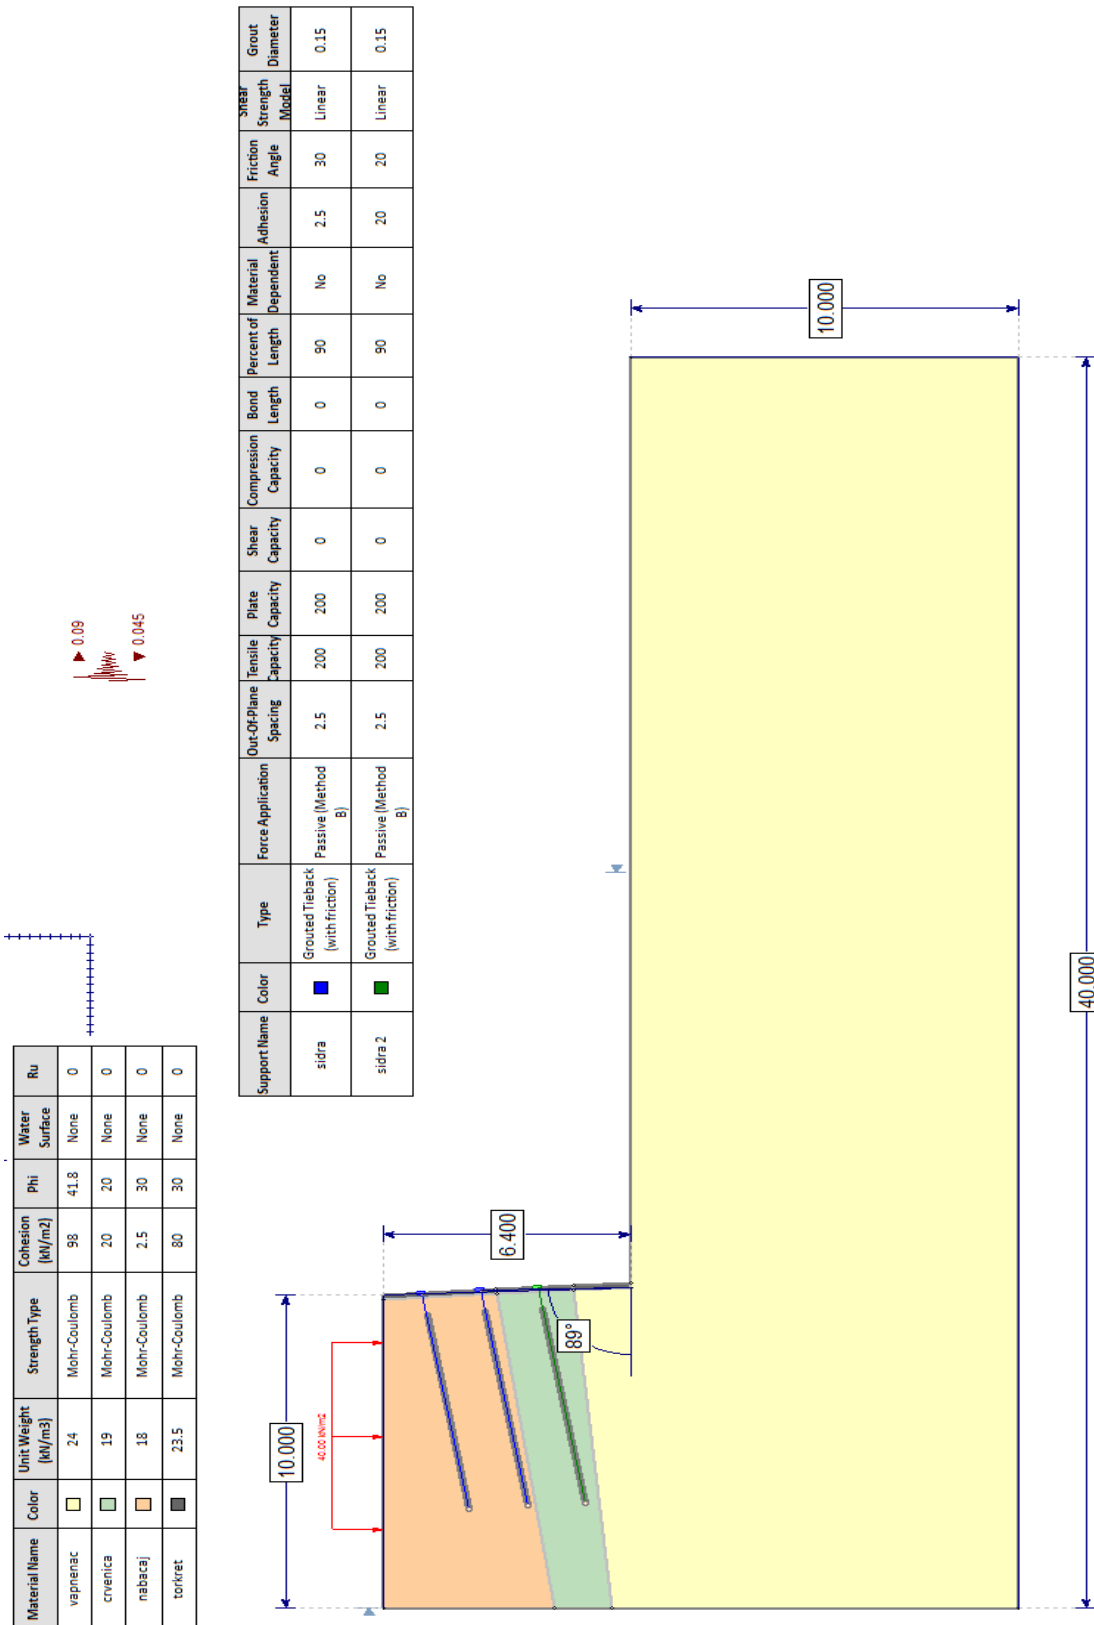 Material Name Color Unit Weight (kN/m3) Strength Type Cohesion (kN/m2) Phi Water Surface Ru
vapnenac 24 Mohr-Coulomb 98 41.8 None 0
crvenica 19 Mohr-Coulomb 20 20 None 0
nabacaj 18 Mohr-Coulomb 2.5 30 None 0
torkret 23.5 Mohr-Coulomb 80 30 None 0
0.09
0.045
Support Name Color Type Force Application Out-Of-Plane Spacing Tensile Capacity Plate Capacity Shear Capacity Compression Capacity Bond Length Percent of Length Material Dependent Adhesion Friction Angle Shear Strength Model Grout Diameter
sidra Grouted Tieback (with friction) Passive (Method B) 2.5 200 200 0 0 0 90 No 2.5 30 Linear 0.15
sidra 2 Grouted Tieback (with friction) Passive (Method B) 2.5 200 200 0 0 0 90 No 20 20 Linear 0.15
10.000
40.00 kN/m2
6.400
89°
10.000
40.000